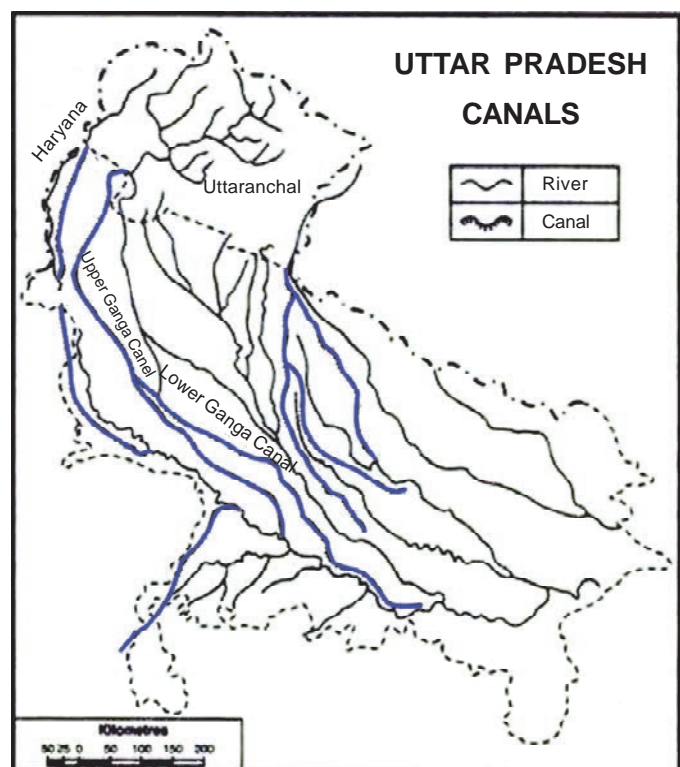 UTTAR PRADESH
CANALS
Haryana
Uttaranchal
River
Canal
Upper Ganga Canel
Lower Ganga Canal
Kilometres
50 25 0 50 100 150 200